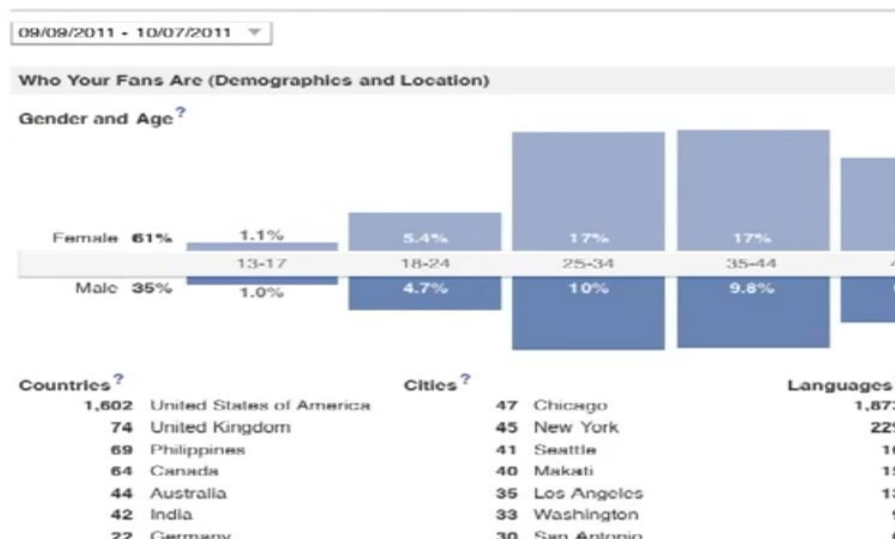 09/09/2011 - 10/07/2011
Who Your Fans Are (Demographics and Location)
Gender and Age ?
Female 61% 1.1% 5.4% 17% 17%
13-17 18-24 25-34 35-44
Male 35% 1.0% 4.7% 10% 9.8%
Countries ? Cities ? Languages
1,602 United States of America 47 Chicago
74 United Kingdom 45 New York
69 Philippines 41 Seattle
64 Canada 40 Makati
44 Australia 35 Los Angeles
42 India 33 Washington
22 Germany 30 San Antonio